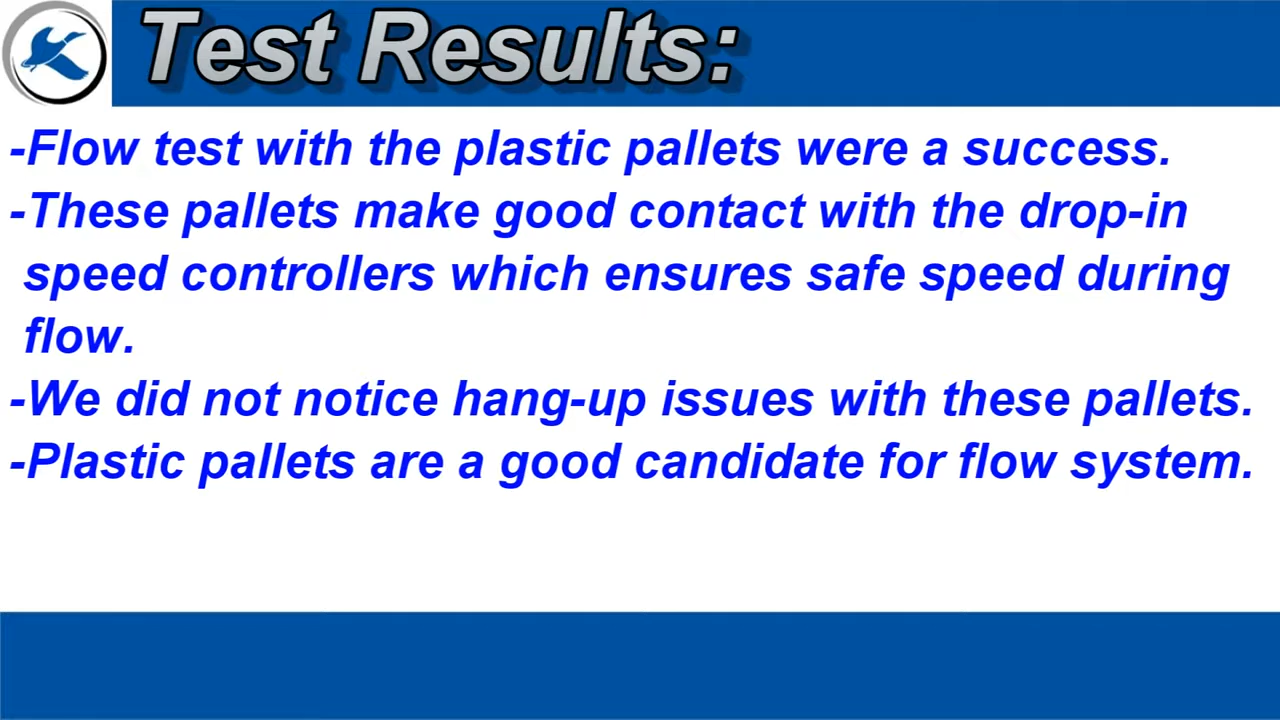 Test Results:
-Flow test with the plastic pallets were a success.
-These pallets make good contact with the drop-in
speed controllers which ensures safe speed during
flow.
-We did not notice hang-up issues with these pallets.
-Plastic pallets are a good candidate for flow system.